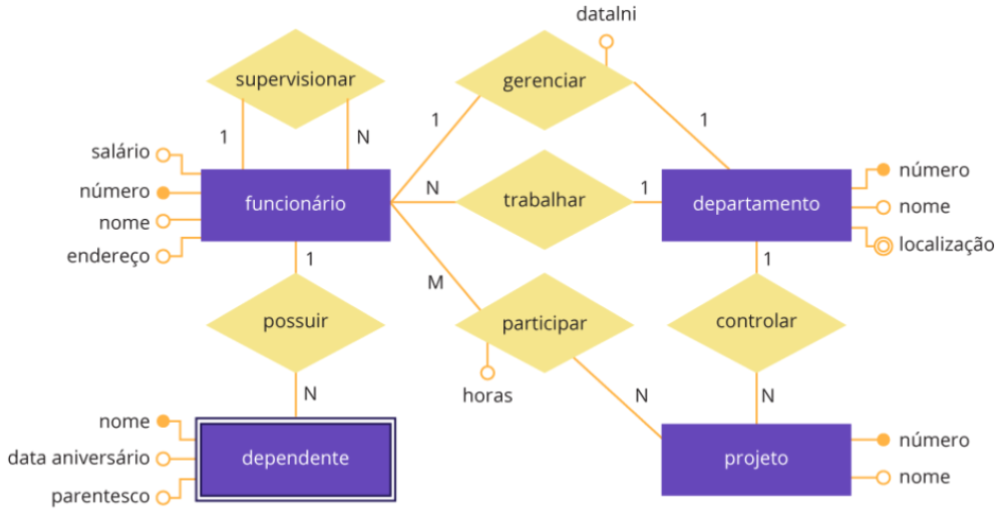 dataIni
supervisionar
gerenciar
1
1
1
N
salário
número
nome
endereço
funcionário
N
trabalhar
1
departamento
número
nome
localização
1
M
1
possuir
participar
controlar
horas
N
N
N
nome
data aniversário
parentesco
dependente
projeto
número
nome